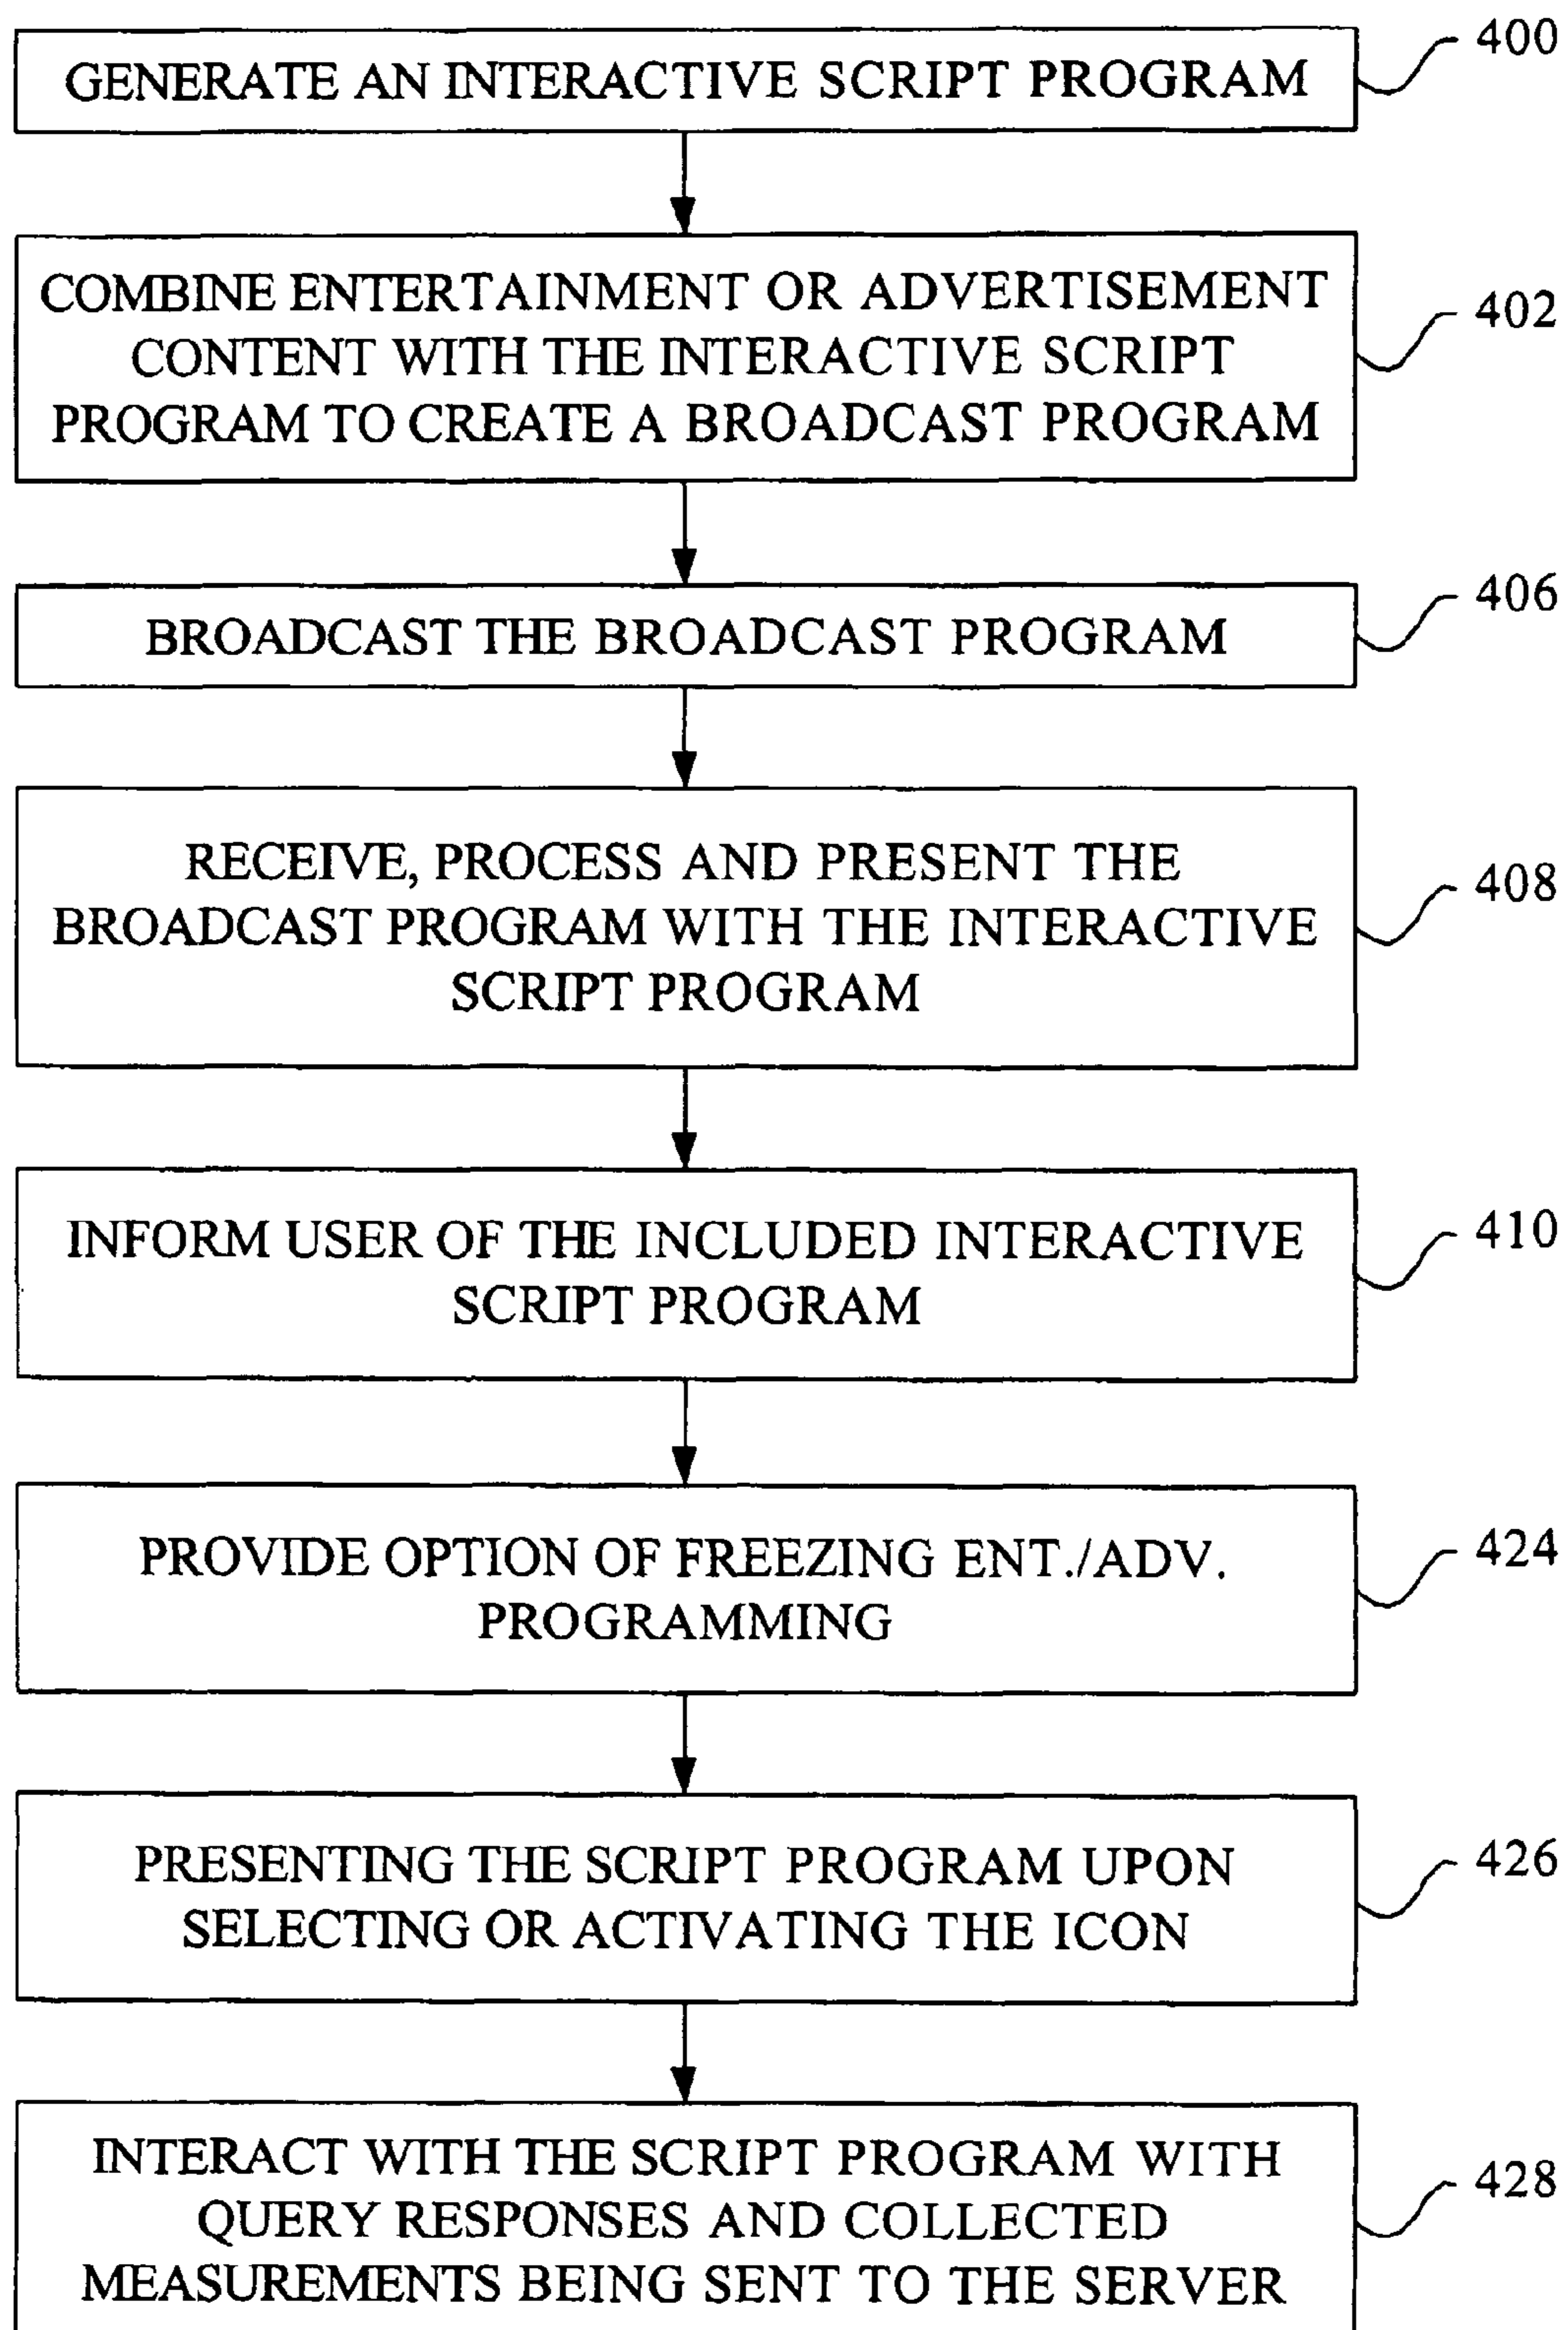 GENERATE AN INTERACTIVE SCRIPT PROGRAM
400
COMBINE ENTERTAINMENT OR ADVERTISEMENT
CONTENT WITH THE INTERACTIVE SCRIPT
PROGRAM TO CREATE A BROADCAST PROGRAM
402
BROADCAST THE BROADCAST PROGRAM
406
RECEIVE, PROCESS AND PRESENT THE
BROADCAST PROGRAM WITH THE INTERACTIVE
SCRIPT PROGRAM
408
INFORM USER OF THE INCLUDED INTERACTIVE
SCRIPT PROGRAM
410
PROVIDE OPTION OF FREEZING ENT./ADV.
PROGRAMMING
424
PRESENTING THE SCRIPT PROGRAM UPON
SELECTING OR ACTIVATING THE ICON
426
INTERACT WITH THE SCRIPT PROGRAM WITH
QUERY RESPONSES AND COLLECTED
MEASUREMENTS BEING SENT TO THE SERVER
428